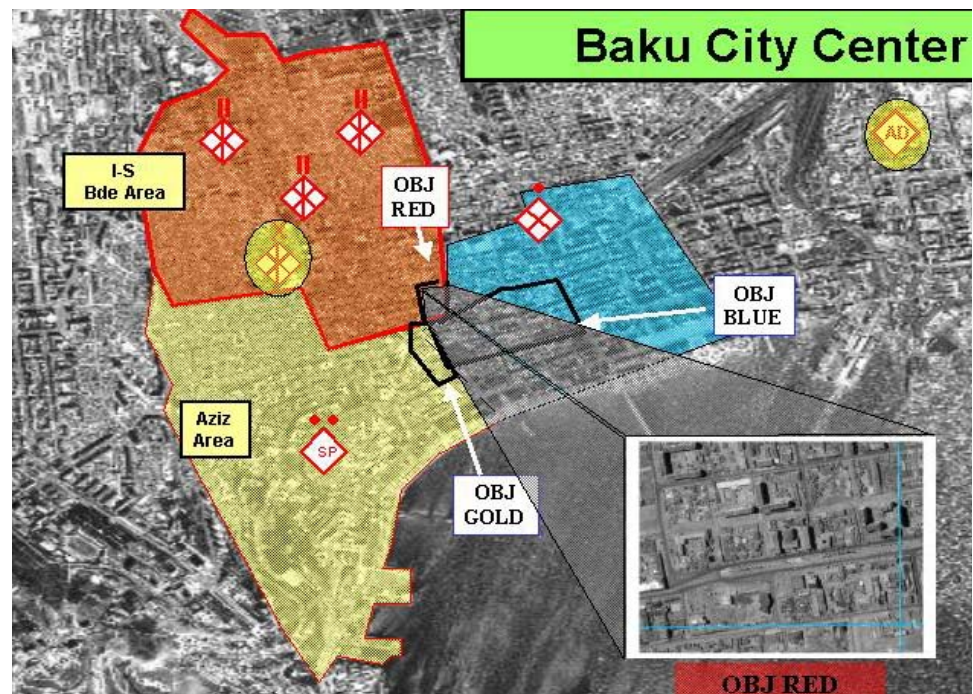 Baku City Center
AD
I-S
Bde Area
OBJ
RED
OBJ
BLUE
Aziz
Area
SP
OBJ
GOLD
OBJ RED